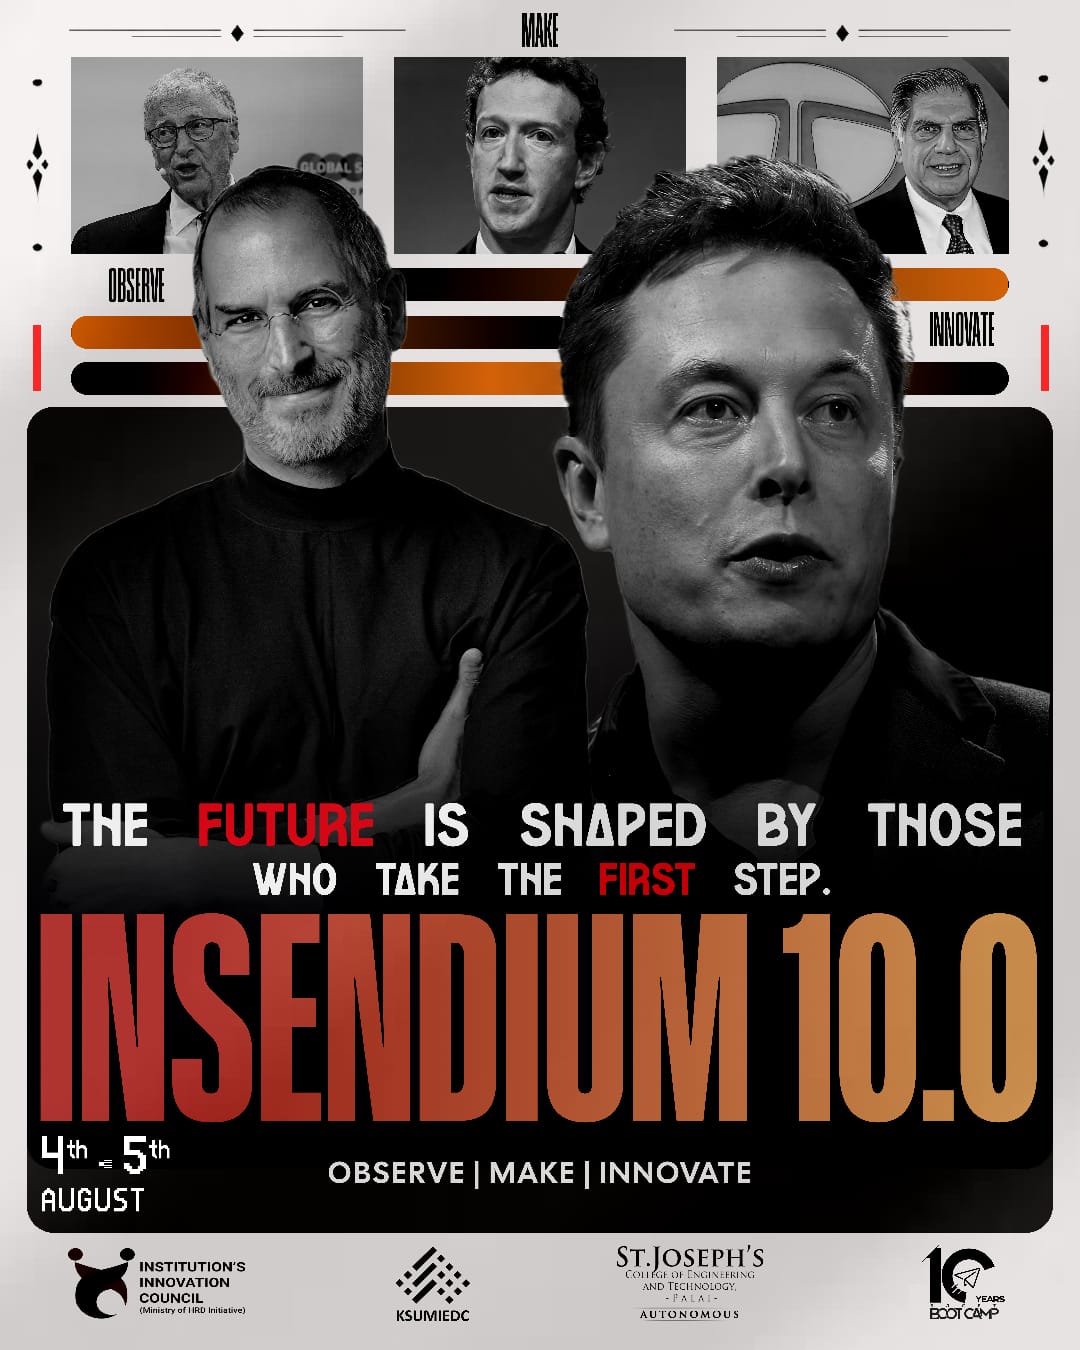 MAKE
GLOBAL S
OBSERVE
INNOVATE
THE FUTURE IS SHAPED BY THOSE
WHO TAKE THE FIRST STEP.
INSENDIUM 10.0
4th - 5th
AUGUST
OBSERVE | MAKE | INNOVATE
INSTITUTION'S
INNOVATION
COUNCIL
(Ministry of HRD Initiative)
KSUMIEDC
ST.JOSEPH'S
COLLEGE OF ENGINEERING
AND TECHNOLOGY,
- PALAI -
AUTONOMOUS
10
YEARS
BOOT CAMP